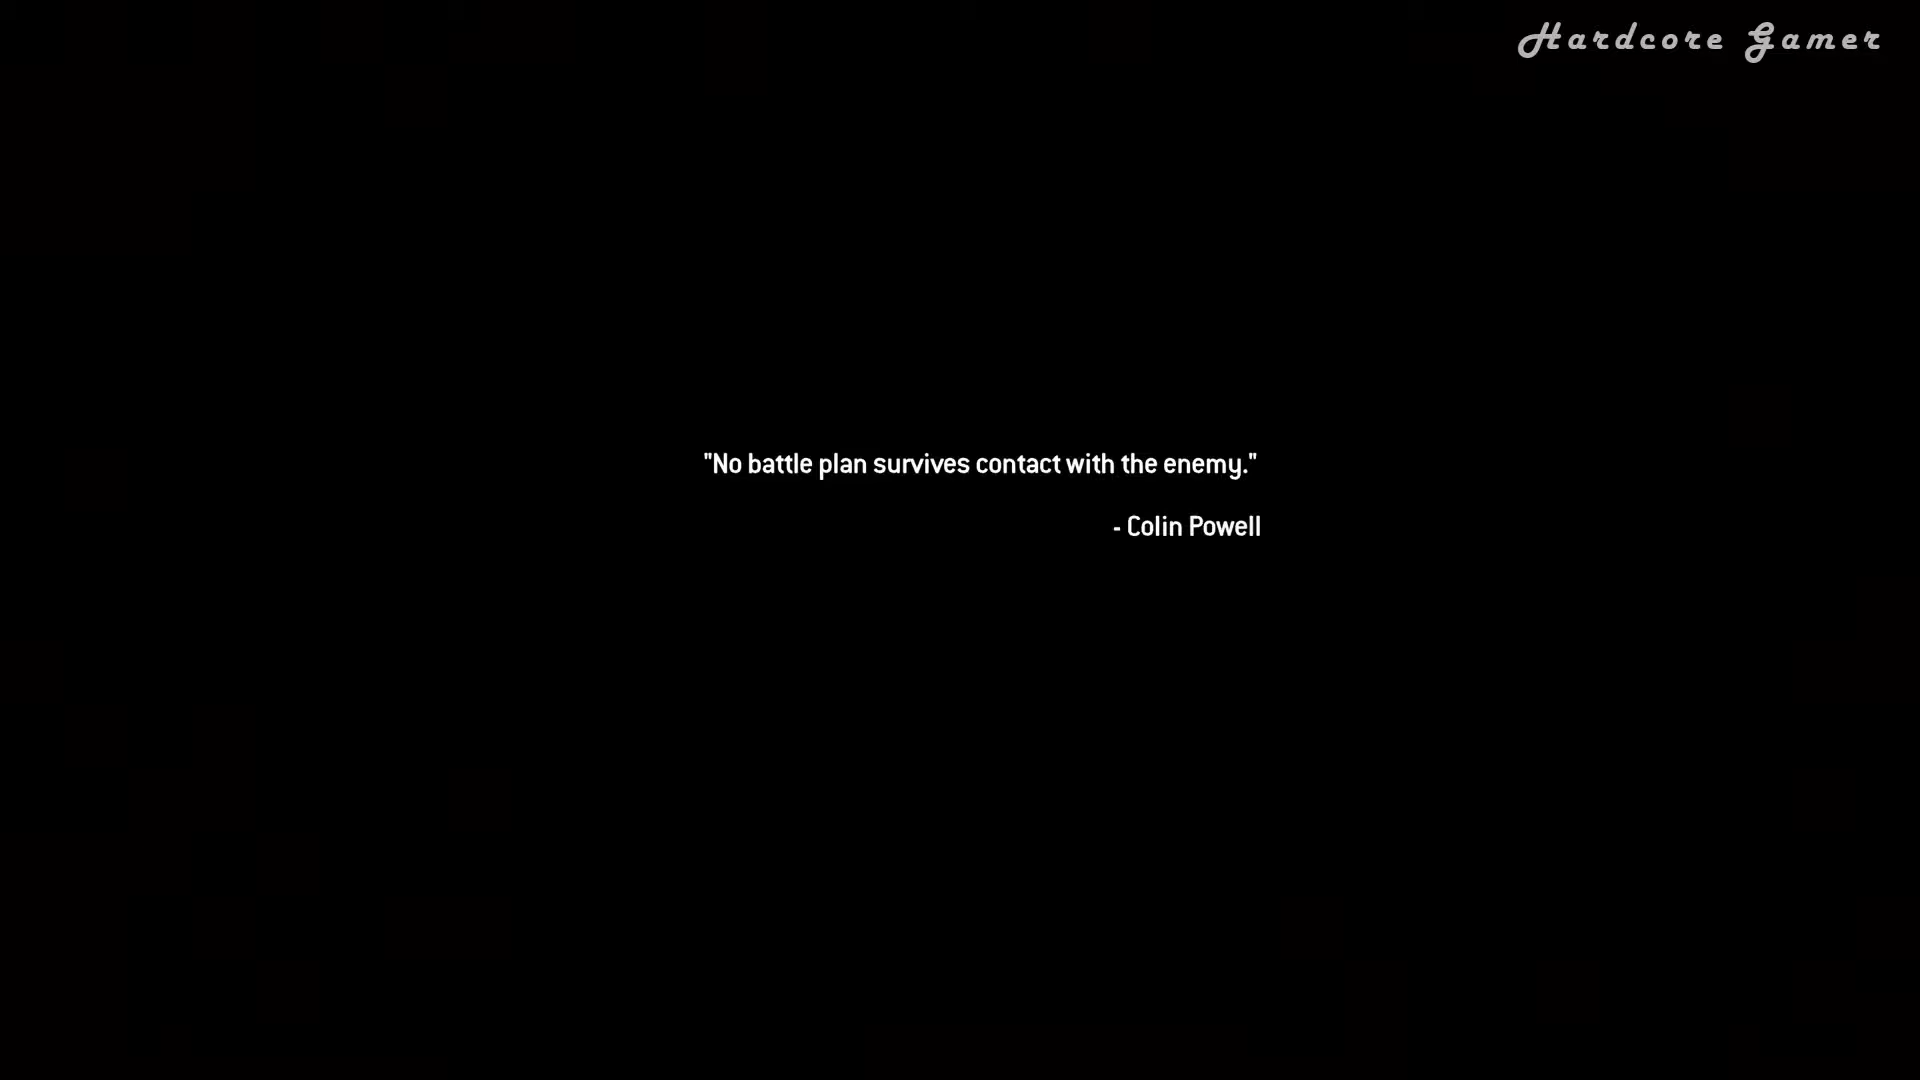 Hardcore Gamer
"No battle plan survives contact with the enemy."
- Colin Powell